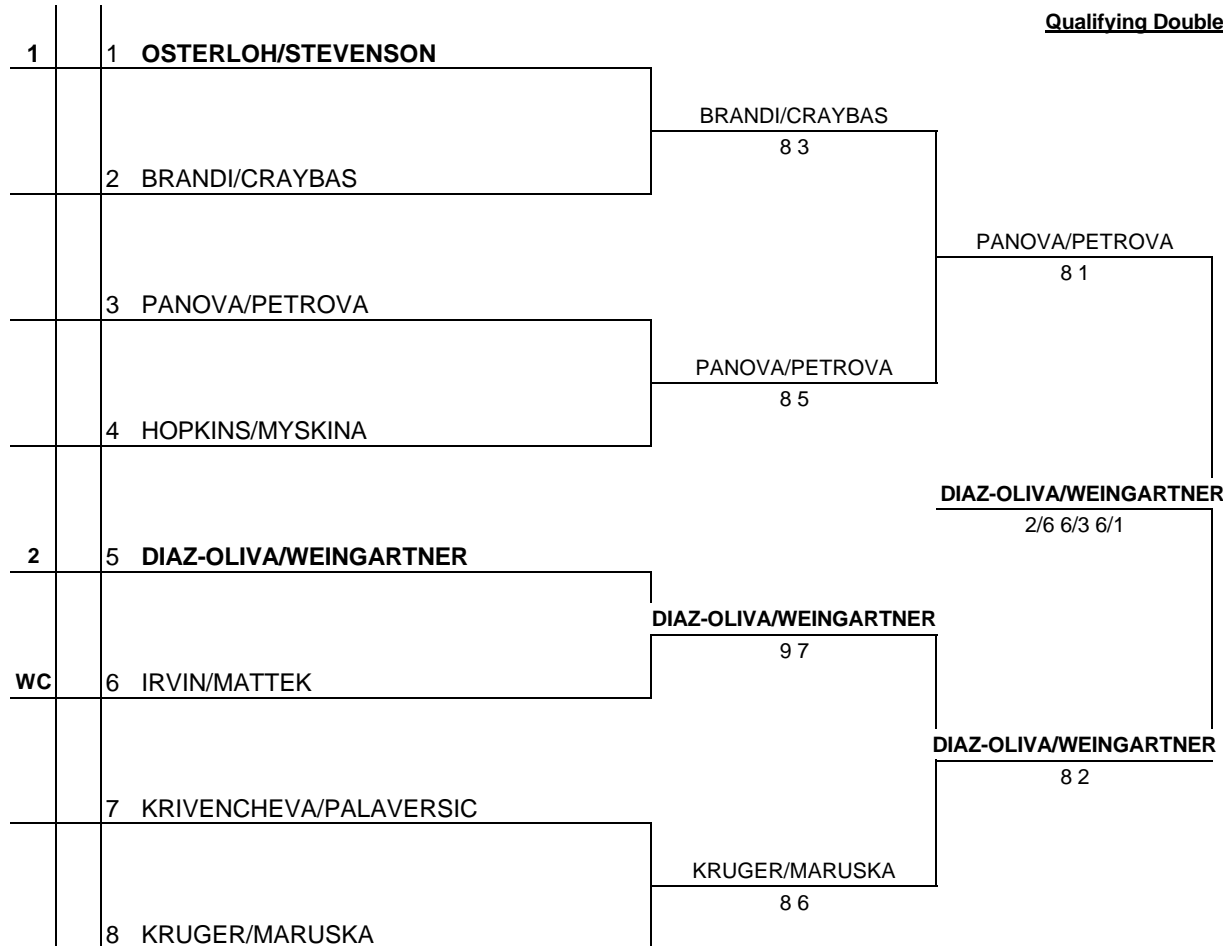 Qualifying Double
1 1 OSTERLOH/STEVENSON
BRANDI/CRAYBAS
8 3
2 BRANDI/CRAYBAS
PANOVA/PETROVA
8 1
3 PANOVA/PETROVA
PANOVA/PETROVA
8 5
4 HOPKINS/MYSKINA
DIAZ-OLIVA/WEINGARTNER
2/6 6/3 6/1
2 5 DIAZ-OLIVA/WEINGARTNER
DIAZ-OLIVA/WEINGARTNER
9 7
WC 6 IRVIN/MATTEK
DIAZ-OLIVA/WEINGARTNER
8 2
7 KRIVENCHEVA/PALAVERSIC
KRUGER/MARUSKA
8 6
8 KRUGER/MARUSKA